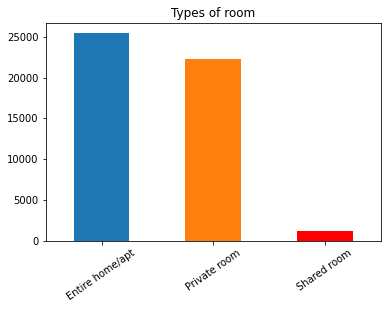 Types of room
25000
20000
15000
10000
5000
0
Entire home/apt
Private room
Shared room